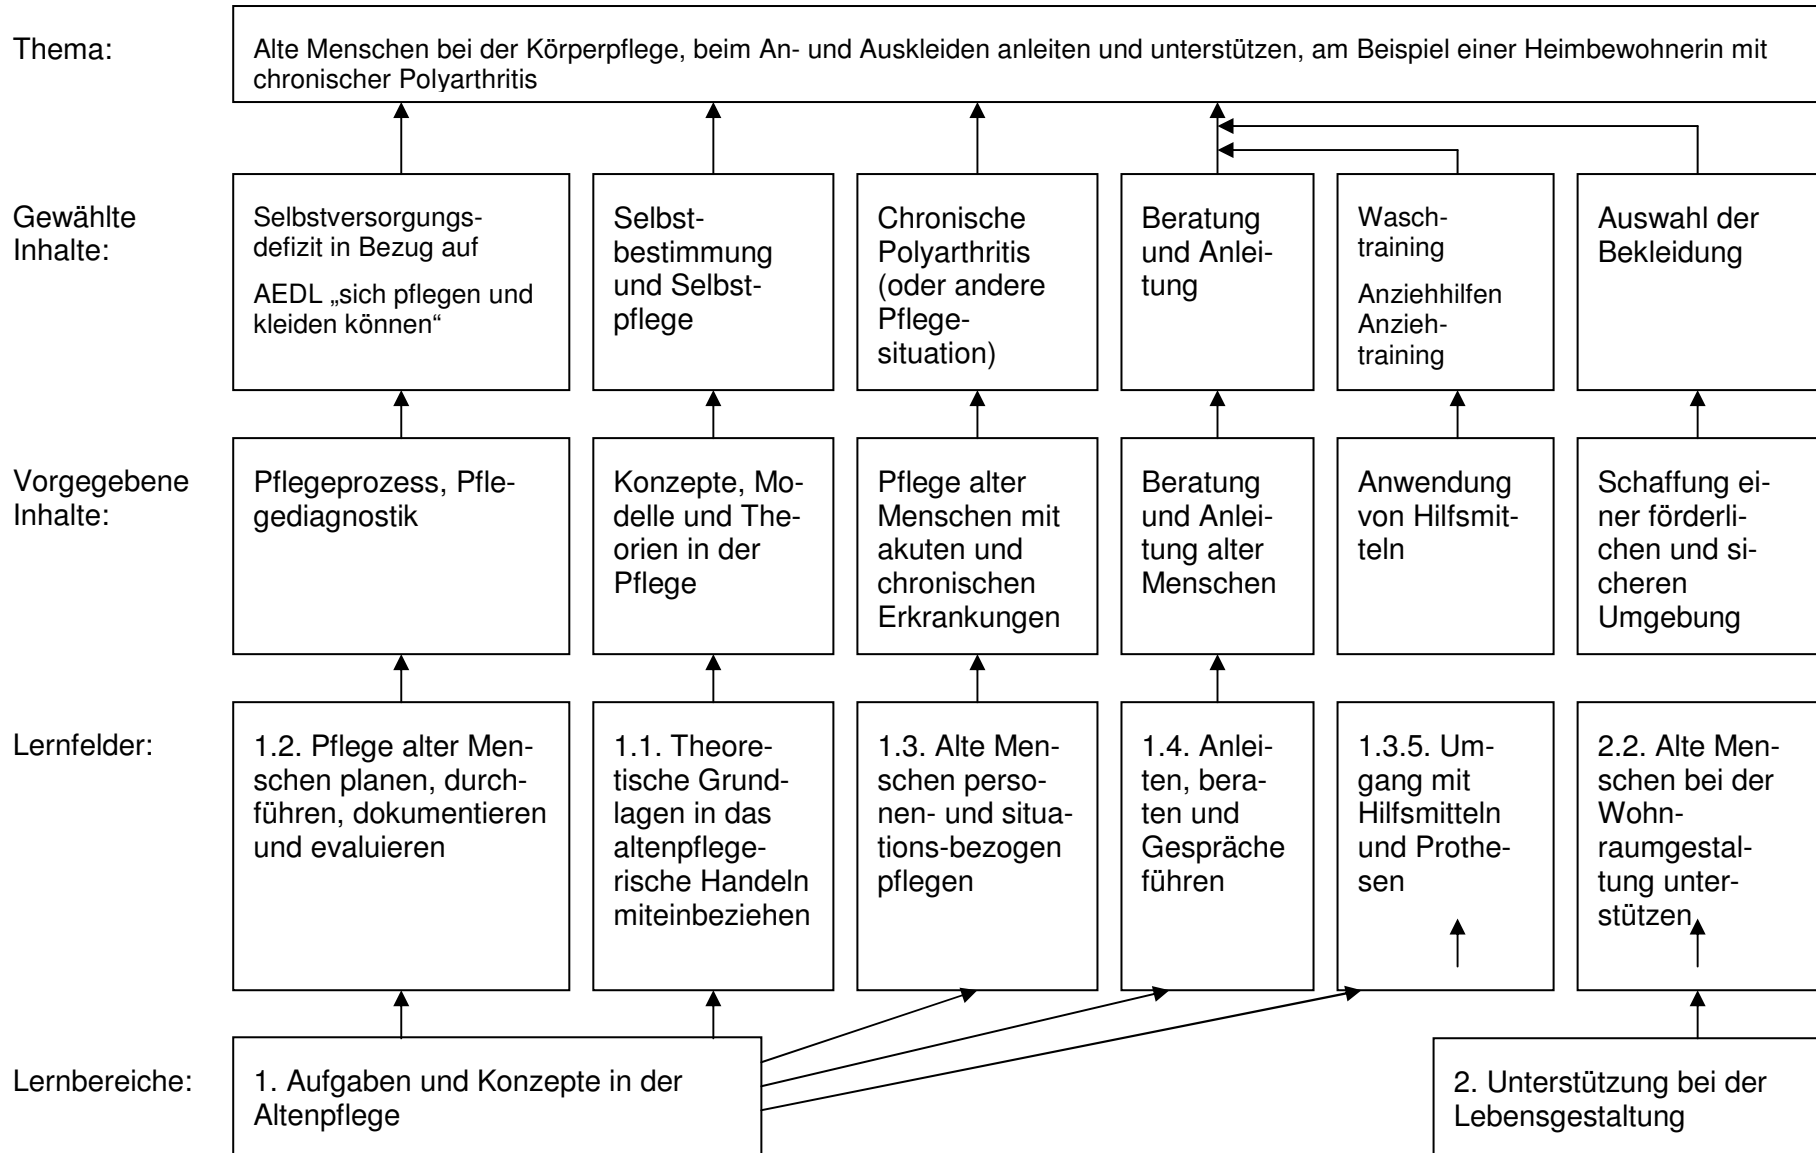 Thema:
Alte Menschen bei der Körperpflege, beim An- und Auskleiden anleiten und unterstützen, am Beispiel einer Heimbewohnerin mit
chronischer Polyarthritis
Gewählte
Inhalte:
Selbstversorgungs-
defizit in Bezug auf
AEDL „sich pflegen und
kleiden können“
Selbst-
bestimmung
und Selbst-
pflege
Chronische
Polyarthritis
(oder andere
Pflege-
situation)
Beratung
und Anlei-
tung
Wasch-
training
Anziehhilfen
Anzieh-
training
Auswahl der
Bekleidung
Vorgegebene
Inhalte:
Pflegeprozess, Pfle-
gediagnostik
Konzepte, Mo-
delle und The-
orien in der
Pflege
Pflege alter
Menschen mit
akuten und
chronischen
Erkrankungen
Beratung
und Anlei-
tung alter
Menschen
Anwendung
von Hilfsmit-
teln
Schaffung ei-
ner förderli-
chen und si-
cheren
Umgebung
Lernfelder:
1.2. Pflege alter Men-
schen planen, durch-
führen, dokumentieren
und evaluieren
1.1. Theore-
tische Grund-
lagen in das
altenpflege-
rische Handeln
miteinbeziehen
1.3. Alte Men-
schen perso-
nen- und situa-
tions-bezogen
pflegen
1.4. Anlei-
ten, bera-
ten und
Gespräche
führen
1.3.5. Um-
gang mit
Hilfsmitteln
und Prothe-
sen
2.2. Alte Men-
schen bei der
Wohn-
raumgestal-
tung unter-
stützen
Lernbereiche:
1. Aufgaben und Konzepte in der
Altenpflege
2. Unterstützung bei der
Lebensgestaltung